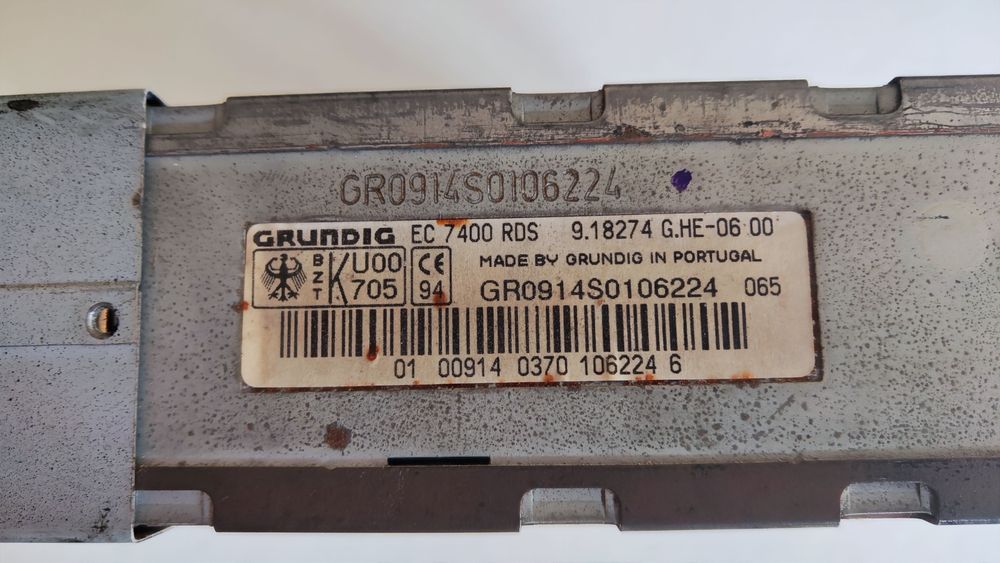 GR0914S0106224
GRUNDIG EC 7400 RDS 9.18274 G.HE-06 00
BZT K U00 705 CE 94 MADE BY GRUNDIG IN PORTUGAL
GR0914S0106224 065
01 00914 0370 106224 6